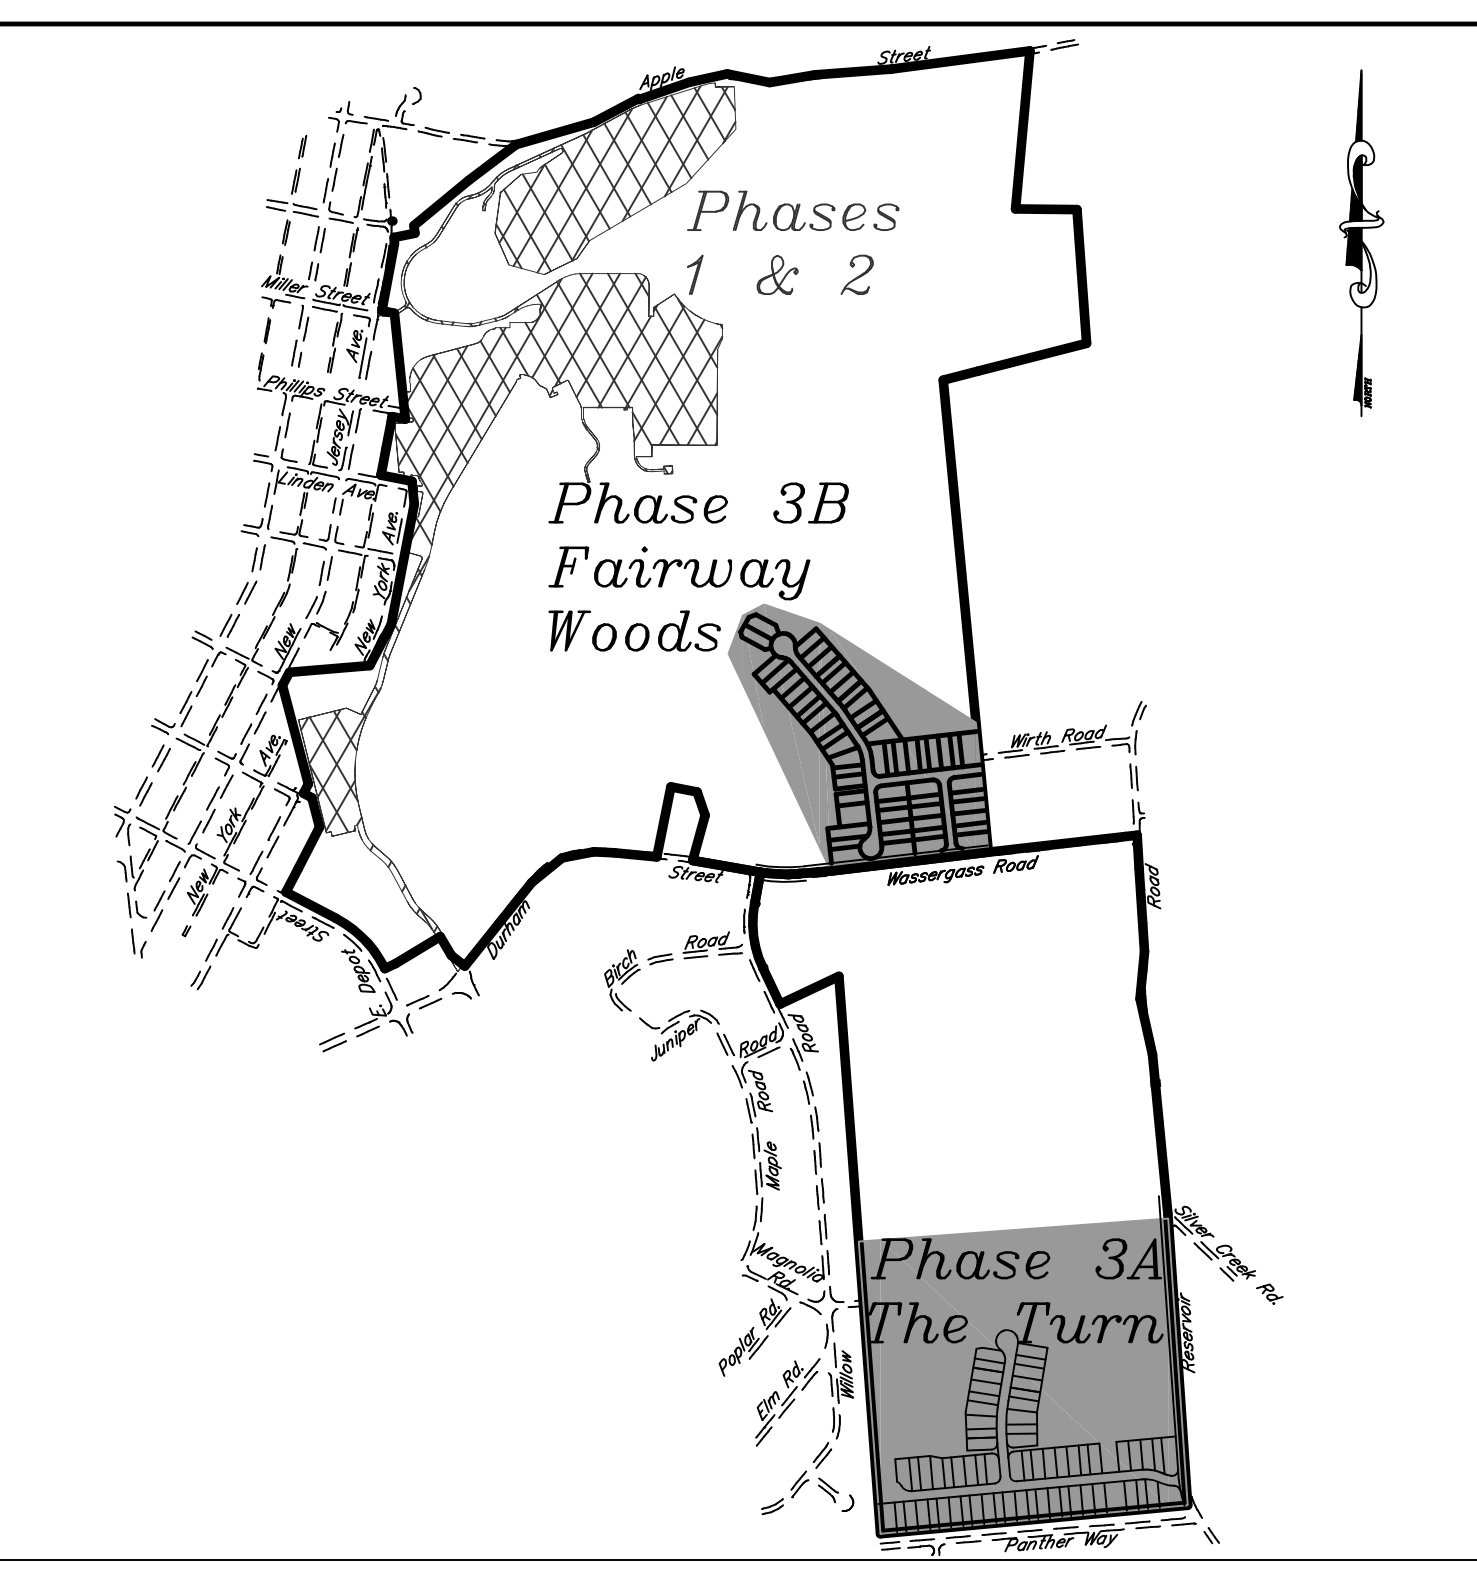 Apple Street
Phases
1 & 2
NORTH
Miller Street
Ave.
Phillips Street
Jersey
Linden Ave
Ave.
York
New
New
Phase 3B
Fairway
Woods
Ave.
York
New
Wirth Road
Street
Wassergass Road
Road
Durham
Street
E. Depot
Birch Road
Juniper Road
Road
Road
Maple
Magnolia
Rd.
Silver Creek Rd.
Phase 3A
The Turn
Poplar Rd.
Elm Rd.
Willow
Reservoir
Panther Way